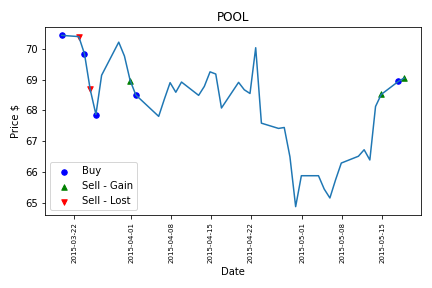 POOL
Price $
70
69
68
67
66
65
Buy
Sell - Gain
Sell - Lost
2015-03-22
2015-04-01
2015-04-08
2015-04-15
2015-04-22
2015-05-01
2015-05-08
2015-05-15
Date